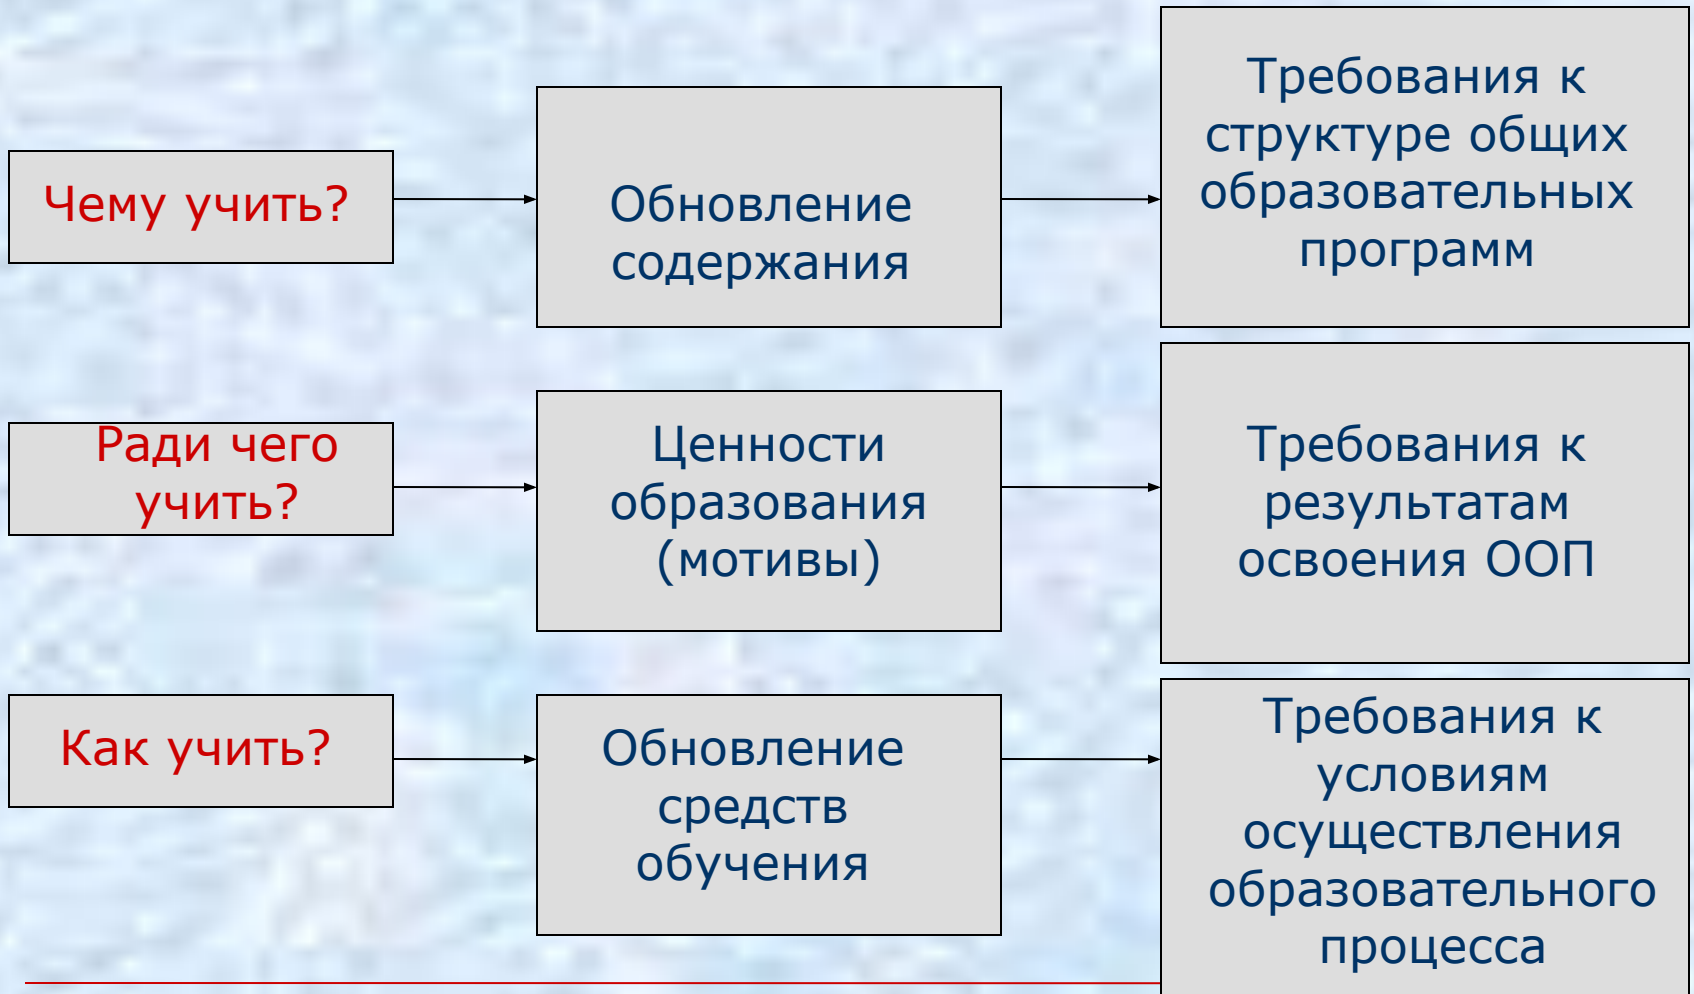 Чему учить?
Обновление
содержания
Требования к
структуре общих
образовательных
программ
Ради чего
учить?
Ценности
образования
(мотивы)
Требования к
результатам
освоения ООП
Как учить?
Обновление
средств
обучения
Требования к
условиям
осуществления
образовательного
процесса